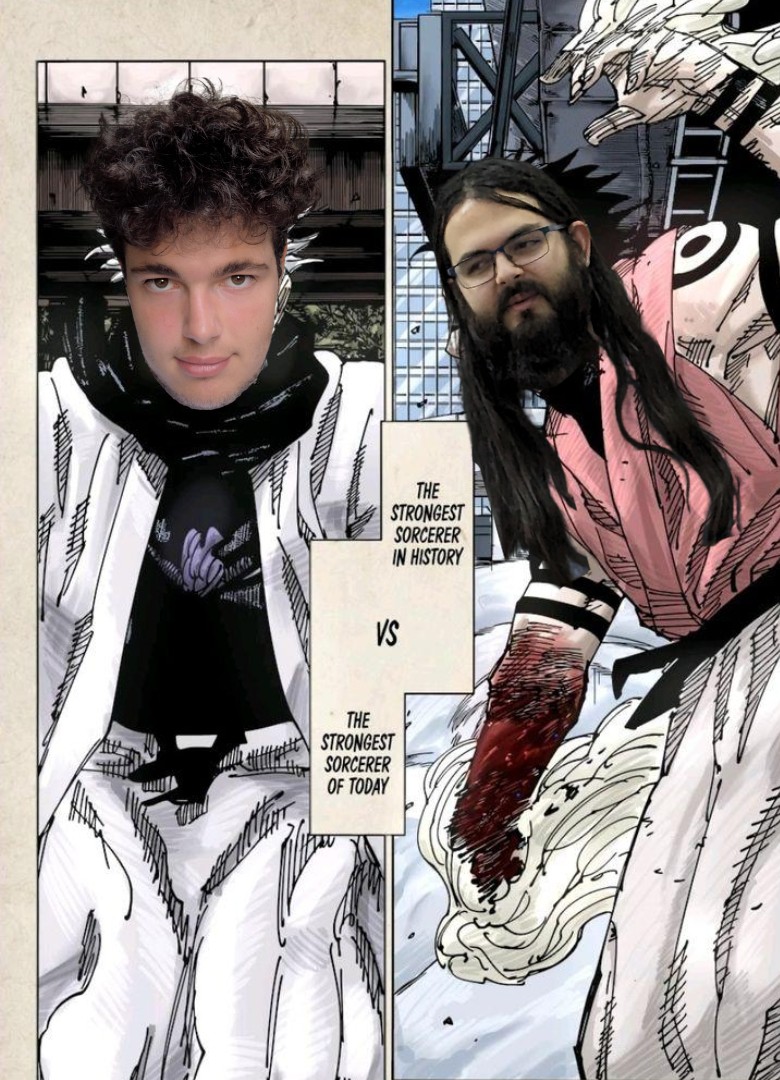 THE
STRONGEST
SORCERER
IN HISTORY
VS
THE
STRONGEST
SORCERER
OF TODAY